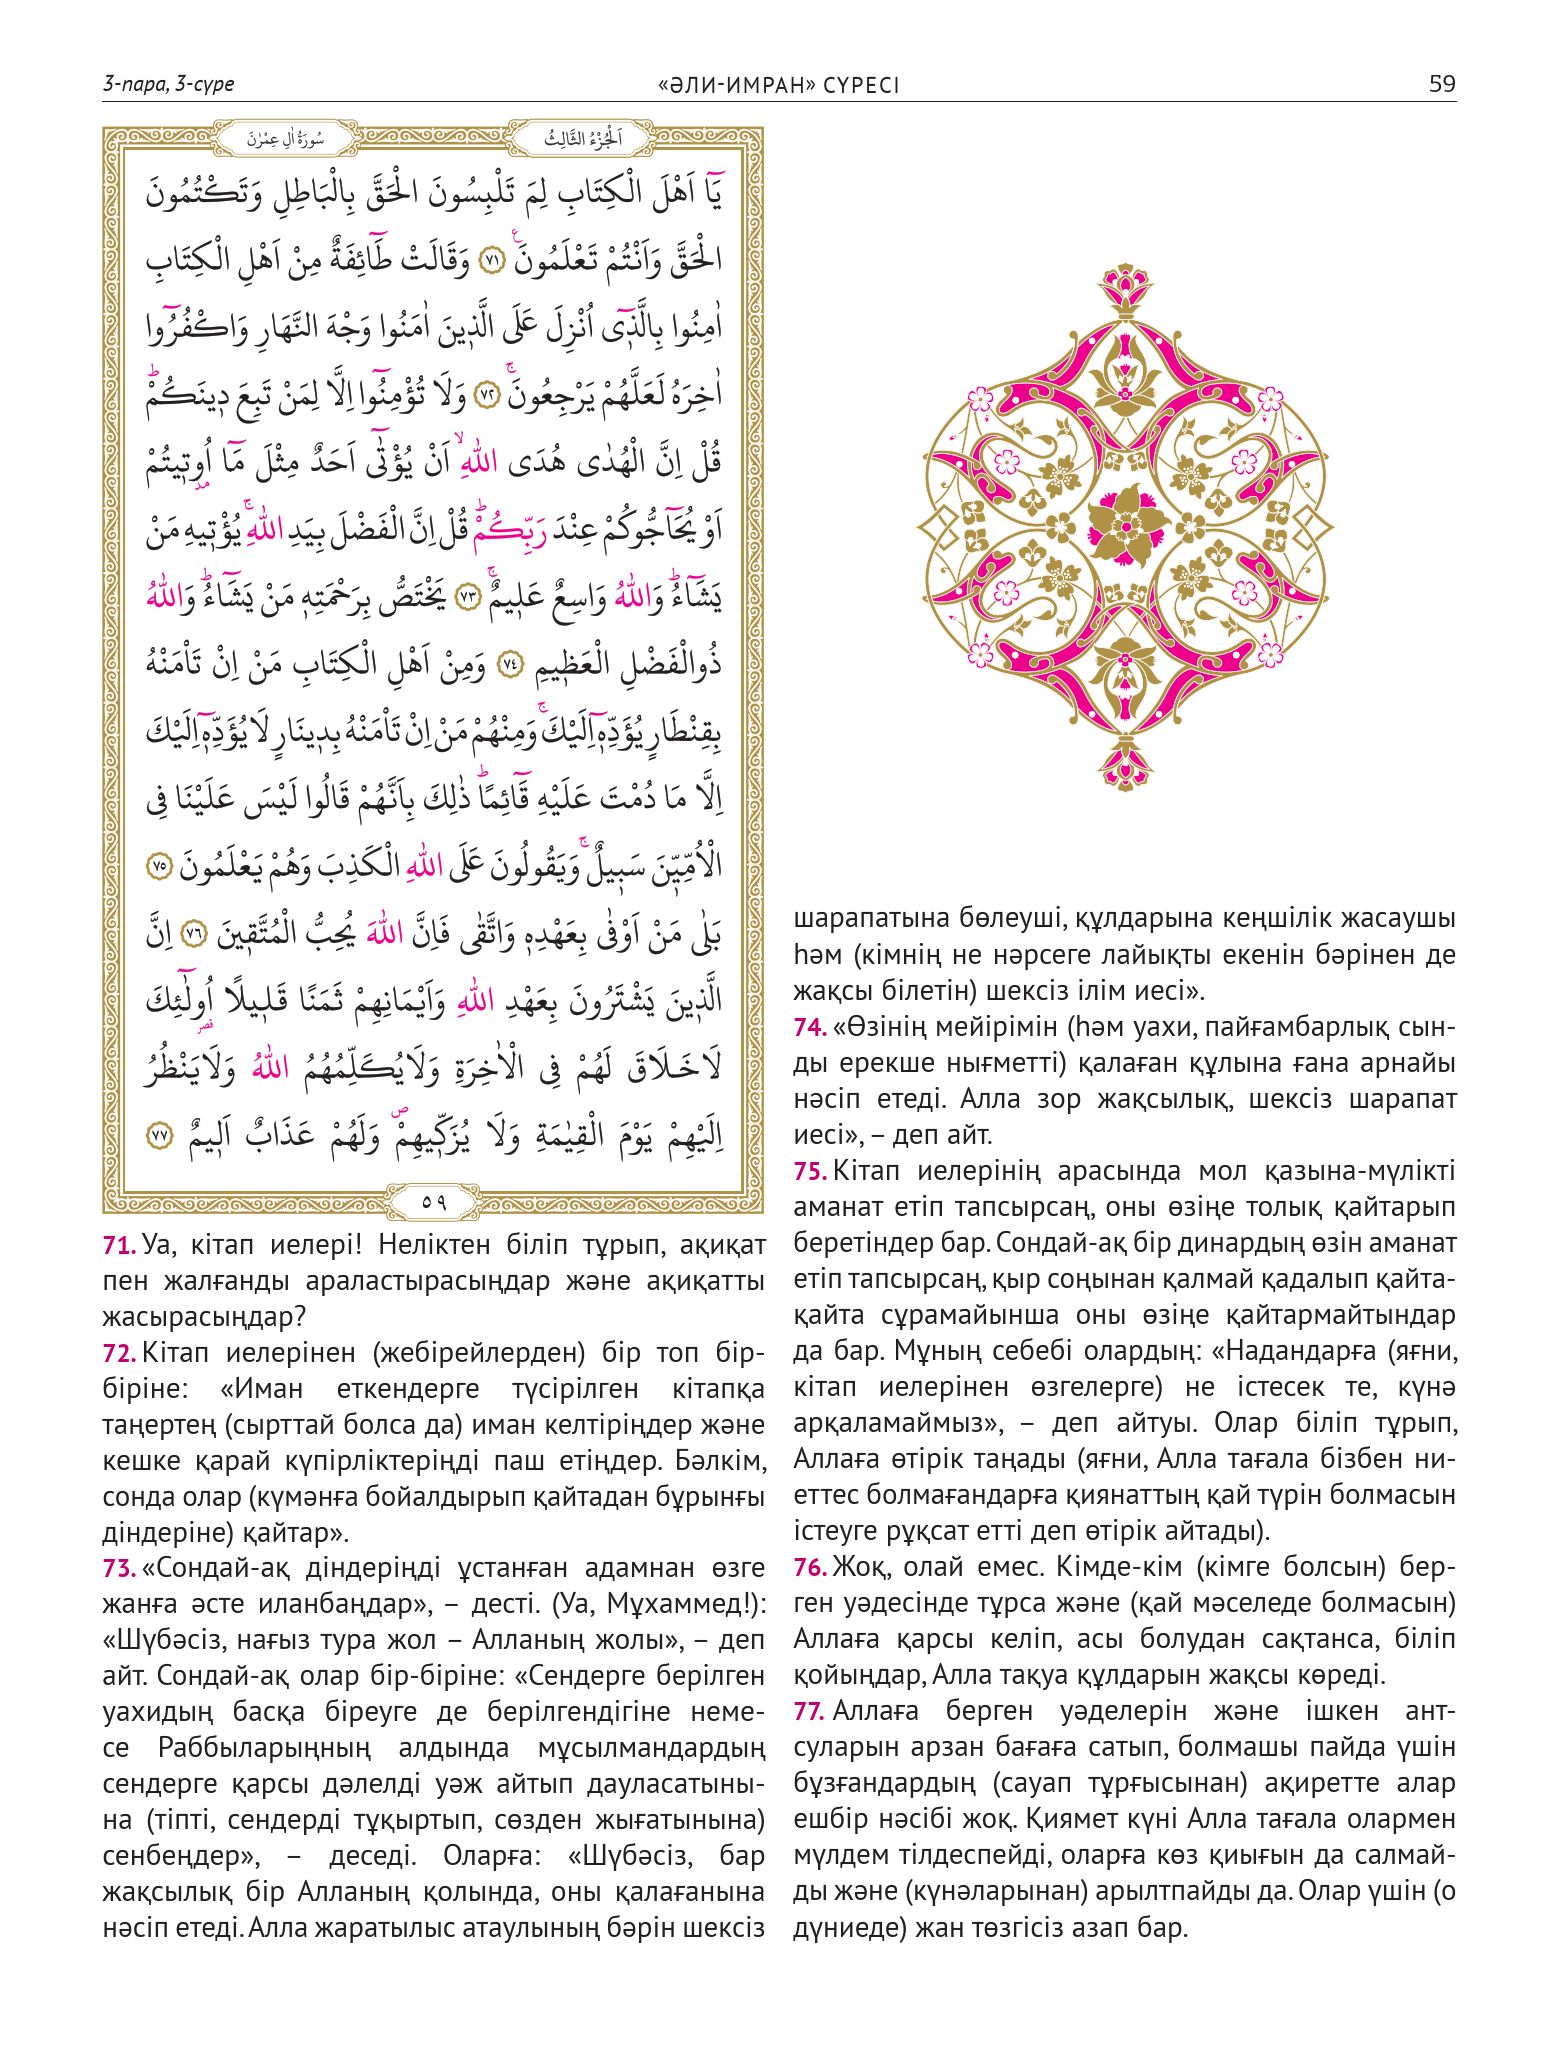 3-пара, 3-сүре
«ӘЛИ-ИМРАН» СҮРЕСІ
59
اَلْجُزْءُ الثَّالِثُ
سُورَةُ اٰلِ عِمْرٰنَ
يَٓا اَهْلَ الْكِتَابِ لِمَ تَلْبِسُونَ الْحَقَّ بِالْبَاطِلِ وَتَكْتُمُونَ
الْحَقَّ وَاَنْتُمْ تَعْلَمُونَ ۟ع ﴿٧١﴾ وَقَالَتْ طَٓائِفَةٌ مِنْ اَهْلِ الْكِتَابِ
اٰمِنُوا بِالَّذ۪ٓي اُنْزِلَ عَلَى الَّذ۪ينَ اٰمَنُوا وَجْهَ النَّهَارِ وَاكْفُرُٓوا
اٰخِرَهُ لَعَلَّهُمْ يَرْجِعُونَۚ ﴿٧٢﴾ وَلَا تُؤْمِنُٓوا اِلَّا لِمَنْ تَبِعَ د۪ينَكُمْۜ
قُلْ اِنَّ الْهُدٰى هُدَى اللّٰهِۙ اَنْ يُؤْتٰٓى اَحَدٌ مِثْلَ مَٓا اُو۫ت۪يتُمْ
اَوْ يُحَٓاجُّوكُمْ عِنْدَ رَبِّكُمْۜ قُلْ اِنَّ الْفَضْلَ بِيَدِ اللّٰهِۚ يُؤْت۪يهِ مَنْ
يَشَٓاءُۜ وَاللّٰهُ وَاسِعٌ عَل۪يمٌۚ ﴿٧٣﴾ يَخْتَصُّ بِرَحْمَتِه۪ مَنْ يَشَٓاءُۜ وَاللّٰهُ
ذُوالْفَضْلِ الْعَظ۪يمِ ﴿٧٤﴾ وَمِنْ اَهْلِ الْكِتَابِ مَنْ اِنْ تَأْمَنْهُ
بِقِنْطَارٍ يُؤَدِّه۪ٓ اِلَيْكَۚ وَمِنْهُمْ مَنْ اِنْ تَأْمَنْهُ بِد۪ينَارٍ لَا يُؤَدِّه۪ٓ اِلَيْكَ
اِلَّا مَا دُمْتَ عَلَيْهِ قَٓائِمًاۜ ذٰلِكَ بِاَنَّهُمْ قَالُوا لَيْسَ عَلَيْنَا فِي
الْاُمِّيّ۪نَ سَب۪يلٌۚ وَيَقُولُونَ عَلَى اللّٰهِ الْكَذِبَ وَهُمْ يَعْلَمُونَ ﴿٧٥﴾
بَلٰى مَنْ اَوْفٰى بِعَهْدِه۪ وَاتَّقٰى فَاِنَّ اللّٰهَ يُحِبُّ الْمُتَّق۪ينَ ﴿٧٦﴾ اِنَّ
الَّذ۪ينَ يَشْتَرُونَ بِعَهْدِ اللّٰهِ وَاَيْمَانِهِمْ ثَمَنًا قَل۪يلًا اُو۬لٰٓئِكَ
لَا خَلَاقَ لَهُمْ فِي الْاٰخِرَةِ وَلَا يُكَلِّمُهُمُ اللّٰهُ وَلَا يَنْظُرُ
اِلَيْهِمْ يَوْمَ الْقِيٰمَةِ وَلَا يُزَكّ۪يهِمْۖ وَلَهُمْ عَذَابٌ اَل۪يمٌ ﴿٧٧﴾
٥٩
71. Уа, кітап иелері! Неліктен біліп тұрып, ақиқат
пен жалғанды араластырасыңдар және ақиқатты
жасырасыңдар?
72. Кітап иелерінен (жебірейлерден) бір топ бір-
біріне: «Иман еткендерге түсірілген кітапқа
таңертең (сырттай болса да) иман келтіріңдер және
кешке қарай күпірліктеріңді паш етіңдер. Бәлкім,
сонда олар (күмәнға бойалдырып қайтадан бұрынғы
діндеріне) қайтар».
73. «Сондай-ақ діндеріңді ұстанған адамнан өзге
жанға әсте иланбаңдар», – десті. (Уа, Мұхаммед!):
«Шүбәсіз, нағыз тура жол – Алланың жолы», – деп
айт. Сондай-ақ олар бір-біріне: «Сендерге берілген
уахидың басқа біреуге де берілгендігіне неме-
се Раббыларыңның алдында мұсылмандардың
сендерге қарсы дәлелді уәж айтып дауласатыны-
на (тіпті, сендерді тұқыртып, сөзден жығатынына)
сенбеңдер», – деседі. Оларға: «Шүбәсіз, бар
жақсылық бір Алланың қолында, оны қалағанына
нәсіп етеді. Алла жаратылыс атаулының бәрін шексіз
шарапатына бөлеуші, құлдарына кеңшілік жасаушы
һәм (кімнің не нәрсеге лайықты екенін бәрінен де
жақсы білетін) шексіз ілім иесі».
74. «Өзінің мейірімін (һәм уахи, пайғамбарлық сын-
ды ерекше нығметті) қалаған құлына ғана арнайы
нәсіп етеді. Алла зор жақсылық, шексіз шарапат
иесі», – деп айт.
75. Кітап иелерінің арасында мол қазына-мүлікті
аманат етіп тапсырсаң, оны өзіңе толық қайтарып
беретіндер бар. Сондай-ақ бір динардың өзін аманат
етіп тапсырсаң, қыр соңынан қалмай қадалып қайта-
қайта сұрамайынша оны өзіңе қайтармайтындар
да бар. Мұның себебі олардың: «Надандарға (яғни,
кітап иелерінен өзгелерге) не істесек те, күнә
арқаламаймыз», – деп айтуы. Олар біліп тұрып,
Аллаға өтірік таңады (яғни, Алла тағала бізбен ни-
еттес болмағандарға қиянаттың қай түрін болмасын
істеуге рұқсат етті деп өтірік айтады).
76. Жоқ, олай емес. Кімде-кім (кімге болсын) бер-
ген уәдесінде тұрса және (қай мәселеде болмасын)
Аллаға қарсы келіп, асы болудан сақтанса, біліп
қойыңдар, Алла тақуа құлдарын жақсы көреді.
77. Аллаға берген уәделерін және ішкен ант-
суларын арзан бағаға сатып, болмашы пайда үшін
бұзғандардың (сауап тұрғысынан) ақиретте алар
ешбір нәсібі жоқ. Қиямет күні Алла тағала олармен
мүлдем тілдеспейді, оларға көз қиығын да салмай-
ды және (күнәларынан) арылтпайды да. Олар үшін (о
дүниеде) жан төзгісіз азап бар.